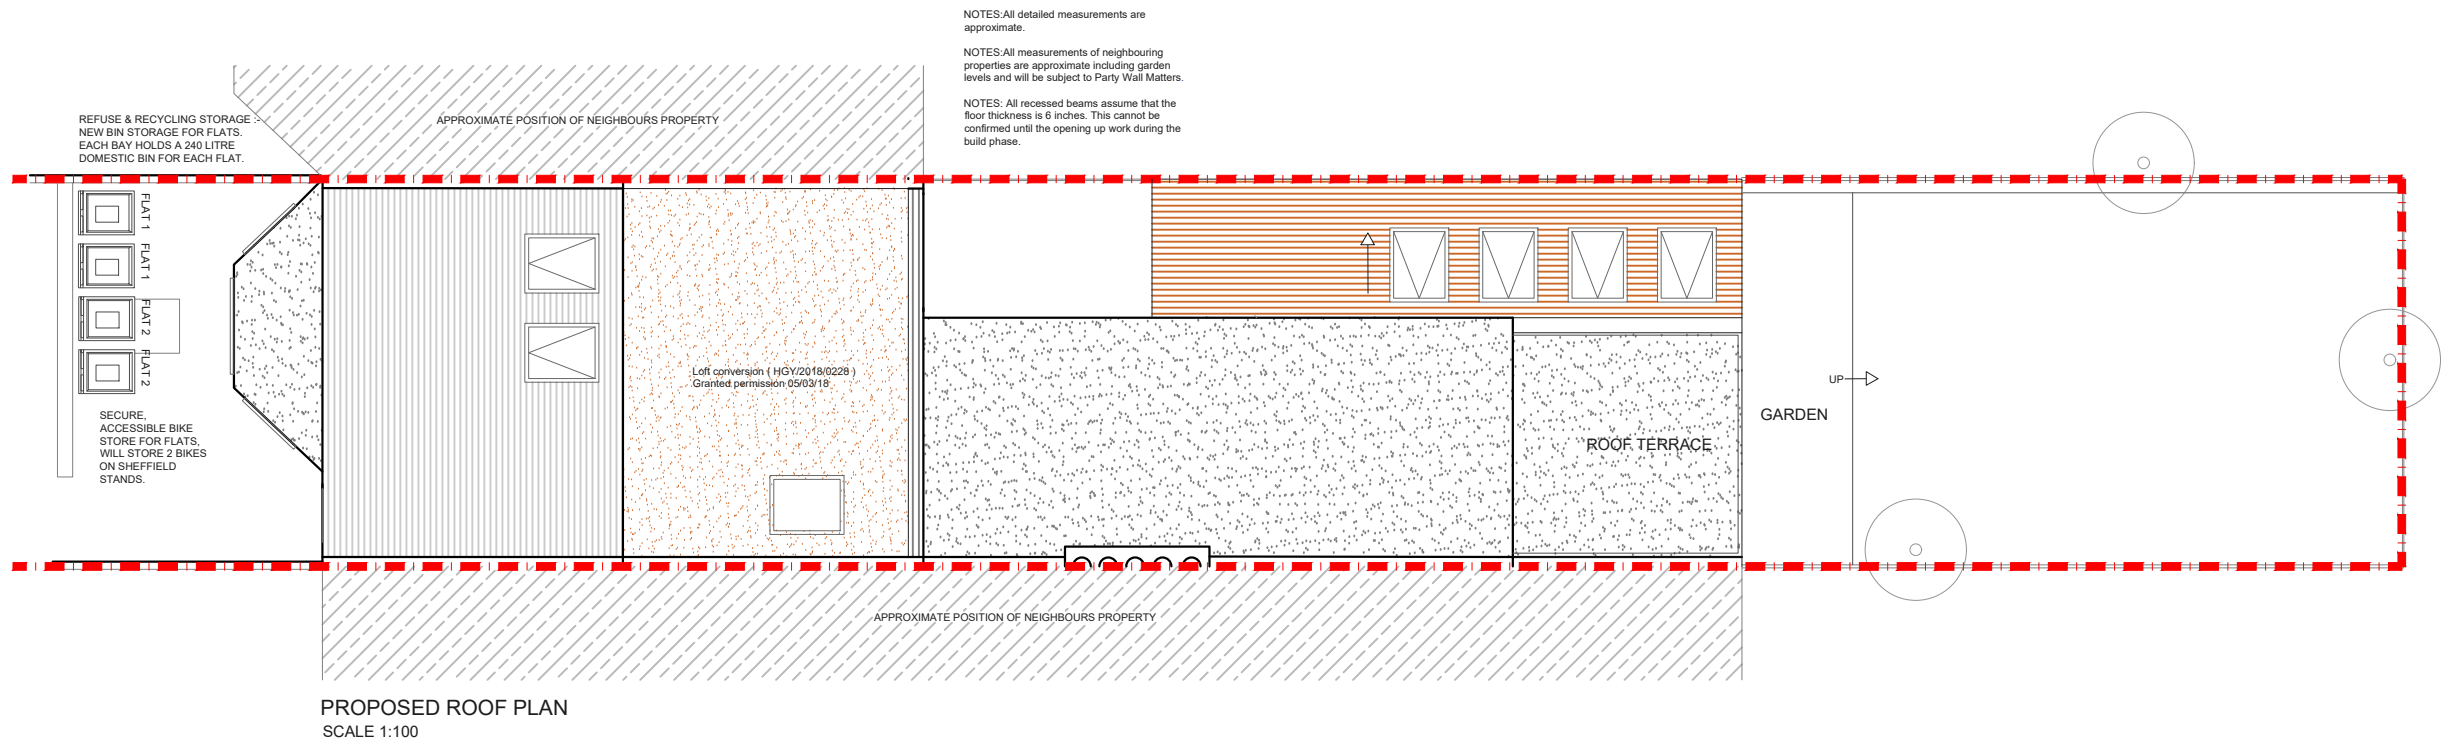 NOTES:All detailed measurements are
approximate.
NOTES:All measurements of neighbouring
properties are approximate including garden
levels and will be subject to Party Wall Matters.
NOTES: All recessed beams assume that the
floor thickness is 6 inches. This cannot be
confirmed until the opening up work during the
build phase.
REFUSE & RECYCLING STORAGE :-
NEW BIN STORAGE FOR FLATS.
EACH BAY HOLDS A 240 LITRE
DOMESTIC BIN FOR EACH FLAT.
APPROXIMATE POSITION OF NEIGHBOURS PROPERTY
FLAT 1
FLAT 1
FLAT 2
FLAT 2
SECURE,
ACCESSIBLE BIKE
STORE FOR FLATS,
WILL STORE 2 BIKES
ON SHEFFIELD
STANDS.
Loft conversion ( HGY/2018/0228 )
Granted permission 05/03/18
ROOF TERRACE
GARDEN
UP
APPROXIMATE POSITION OF NEIGHBOURS PROPERTY
PROPOSED ROOF PLAN
SCALE 1:100